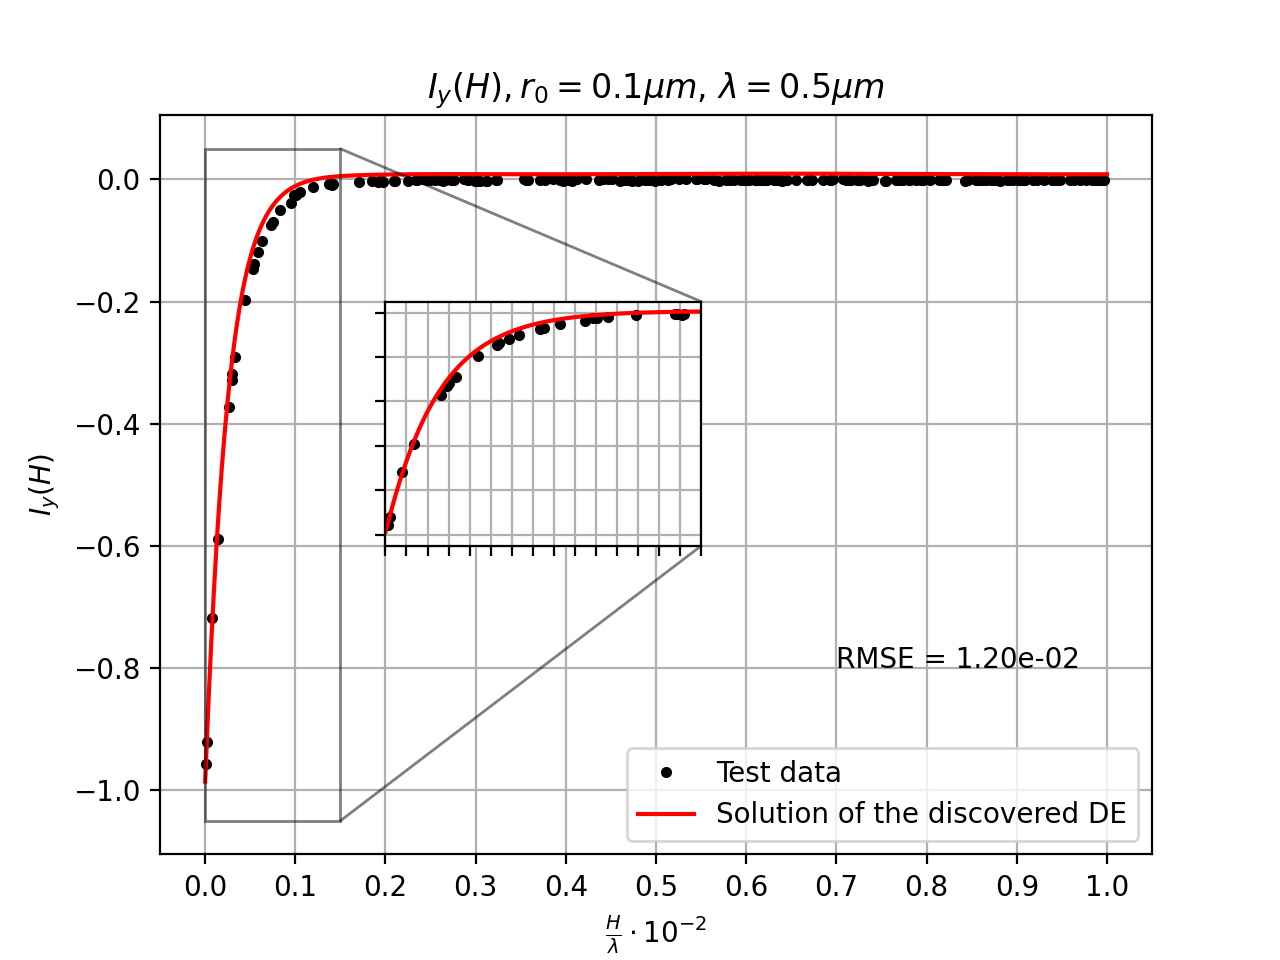 I_y(H), r_0 = 0.1μm, λ = 0.5μm
0.0
−0.2
−0.4
−0.6
−0.8
−1.0
I_y(H)
RMSE = 1.20e-02
Test data
Solution of the discovered DE
0.0 0.1 0.2 0.3 0.4 0.5 0.6 0.7 0.8 0.9 1.0
H/λ · 10⁻²